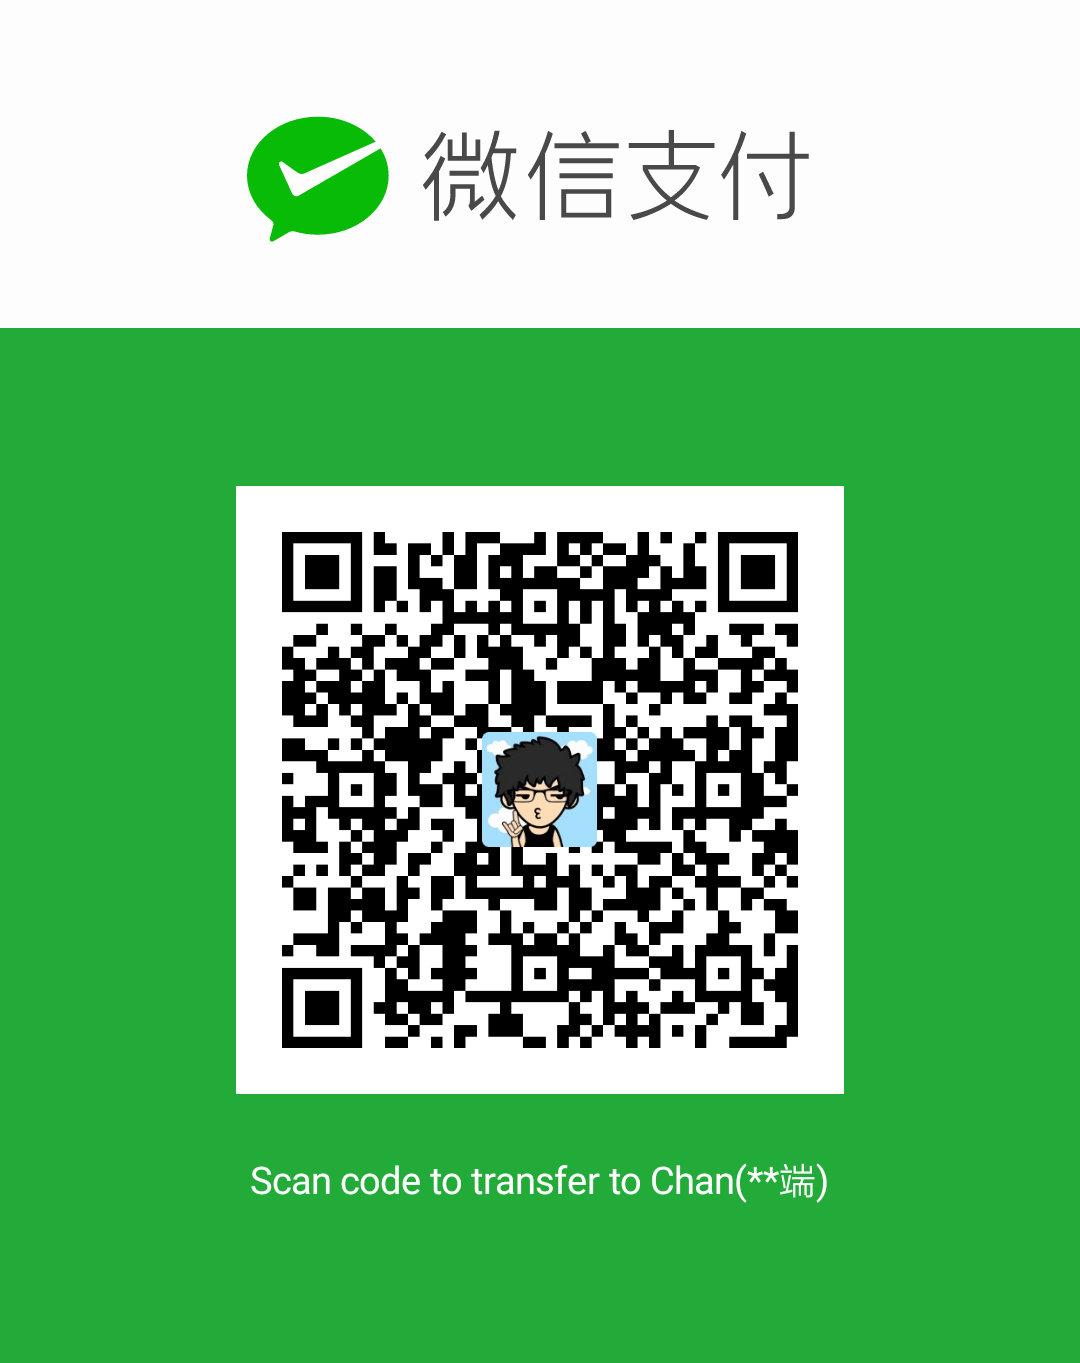 微信支付
Scan code to transfer to Chan(**端)